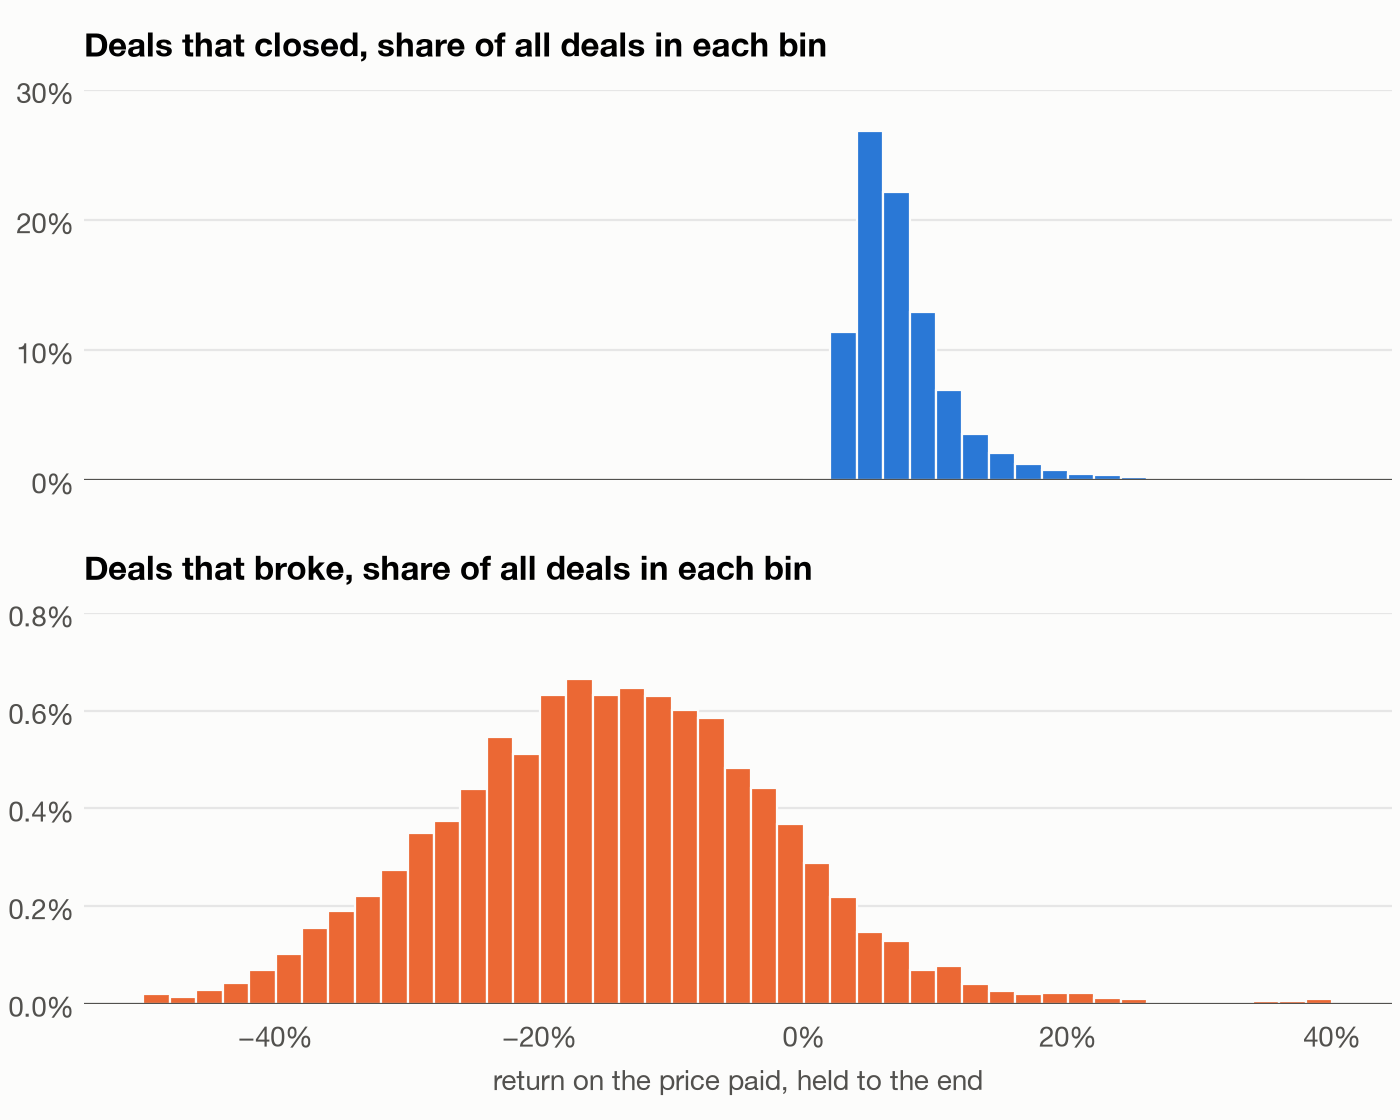 Deals that closed, share of all deals in each bin
30%
20%
10%
0%
Deals that broke, share of all deals in each bin
0.8%
0.6%
0.4%
0.2%
0.0%
−40% −20% 0% 20% 40%
return on the price paid, held to the end